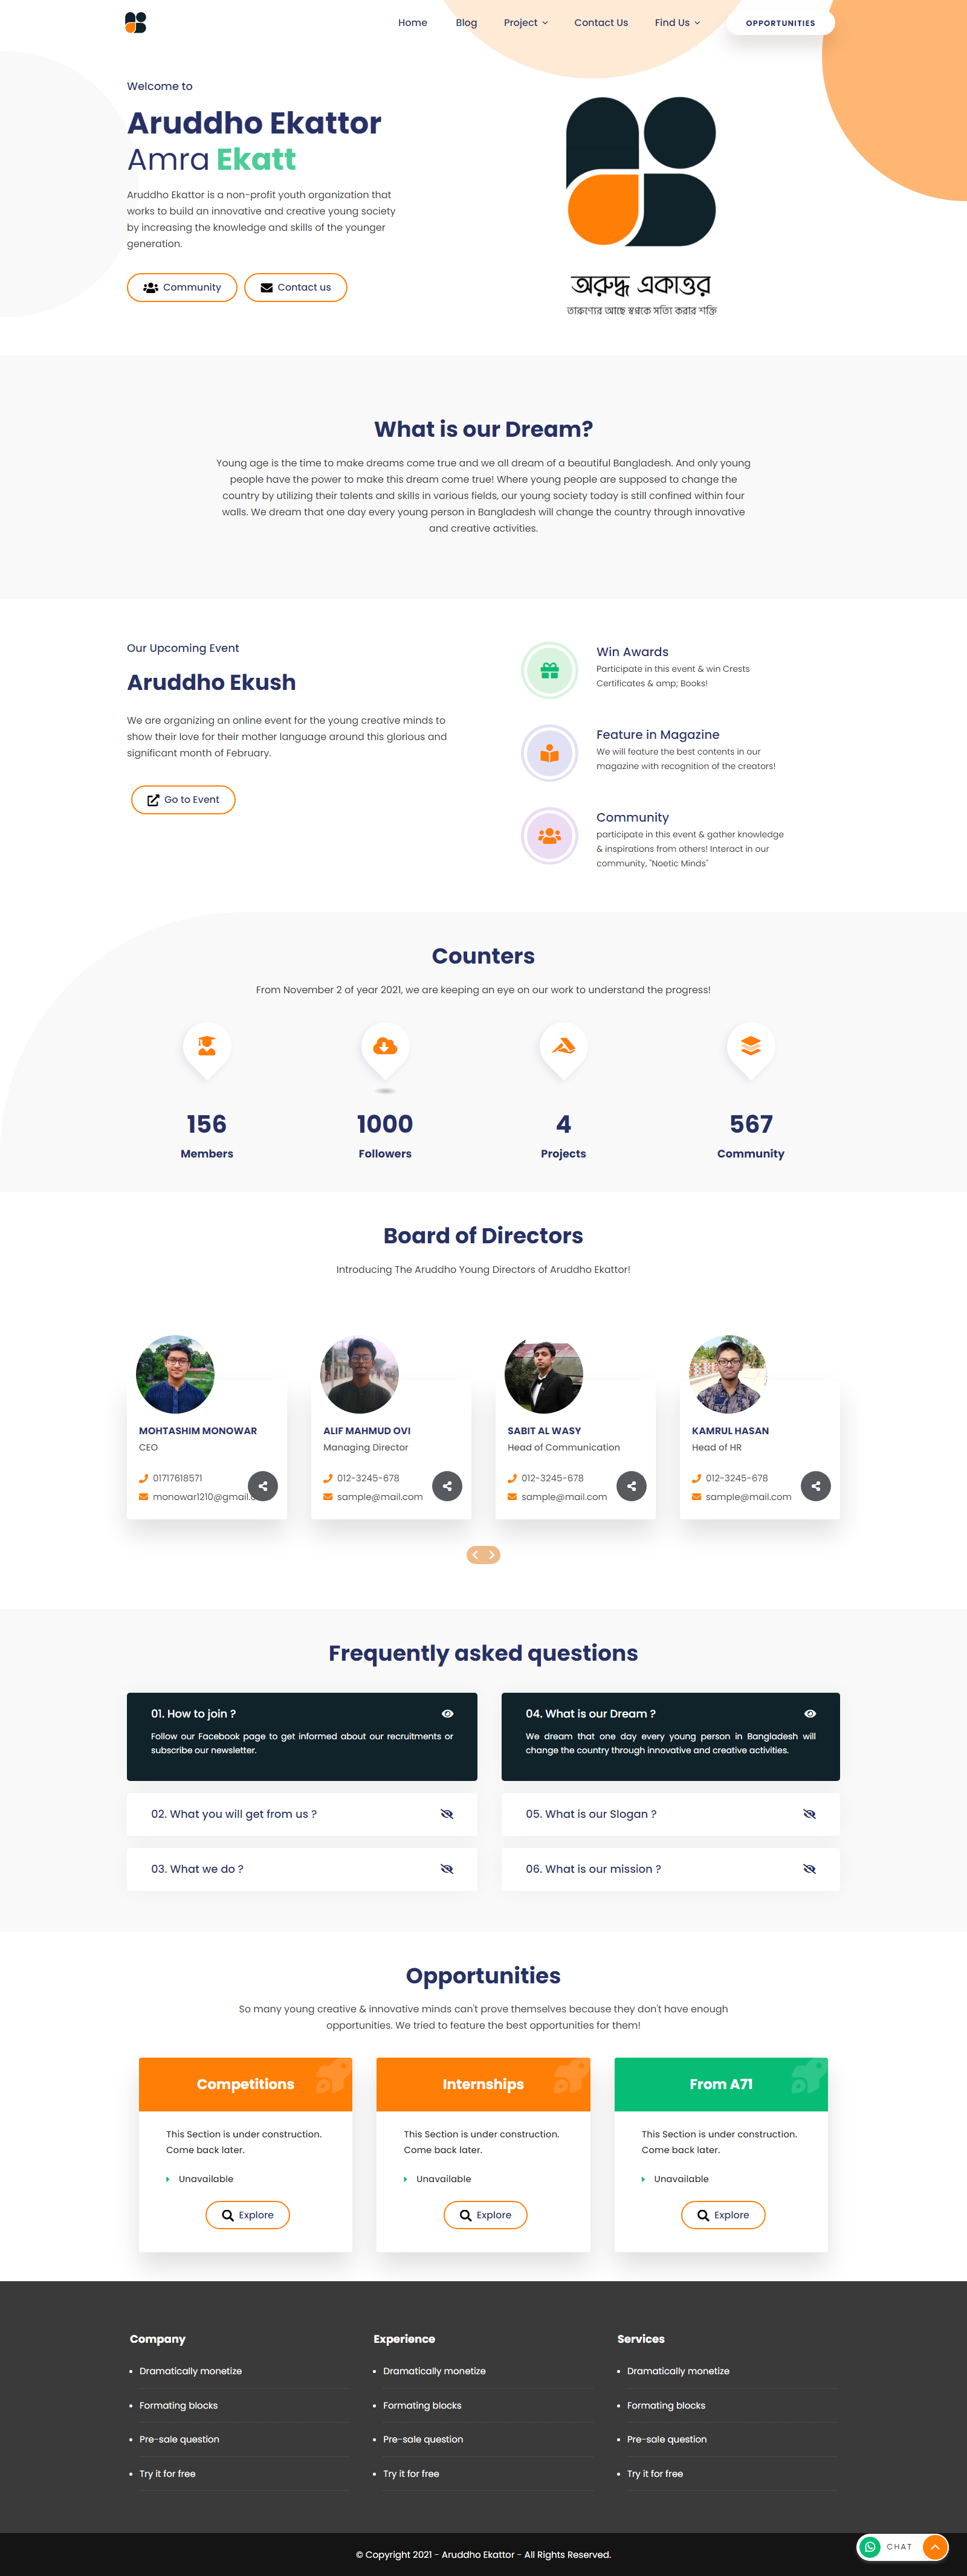 Home Blog Project Contact Us Find Us OPPORTUNITIES
Welcome to
Aruddho Ekattor
Amra Ekatt
Aruddho Ekattor is a non-profit youth organization that
works to build an innovative and creative young society
by increasing the knowledge and skills of the younger
generation.
Community Contact us
অরুদ্ধ একাত্তর
তারুণ্যের আছে স্বপ্নকে সত্যি করার শক্তি
What is our Dream?
Young age is the time to make dreams come true and we all dream of a beautiful Bangladesh. And only young
people have the power to make this dream come true! Where young people are supposed to change the
country by utilizing their talents and skills in various fields, our young society today is still confined within four
walls. We dream that one day every young person in Bangladesh will change the country through innovative
and creative activities.
Our Upcoming Event
Aruddho Ekush
We are organizing an online event for the young creative minds to
show their love for their mother language around this glorious and
significant month of February.
Go to Event
Win Awards
Participate in this event & win Crests
Certificates & amp; Books!
Feature in Magazine
We will feature the best contents in our
magazine with recognition of the creators!
Community
participate in this event & gather knowledge
& inspirations from others! Interact in our
community, "Noetic Minds"
Counters
From November 2 of year 2021, we are keeping an eye on our work to understand the progress!
156 1000 4 567
Members Followers Projects Community
Board of Directors
Introducing The Aruddho Young Directors of Aruddho Ekattor!
MOHTASHIM MONOWAR
CEO
01717618571
monowar1210@gmail.
ALIF MAHMUD OVI
Managing Director
012-3245-678
sample@mail.com
SABIT AL WASY
Head of Communication
012-3245-678
sample@mail.com
KAMRUL HASAN
Head of HR
012-3245-678
sample@mail.com
Frequently asked questions
01. How to join ?
Follow our Facebook page to get informed about our recruitments or
subscribe our newsletter.
02. What you will get from us ?
03. What we do ?
04. What is our Dream ?
We dream that one day every young person in Bangladesh will
change the country through innovative and creative activities.
05. What is our Slogan ?
06. What is our mission ?
Opportunities
So many young creative & innovative minds can't prove themselves because they don't have enough
opportunities. We tried to feature the best opportunities for them!
Competitions
This Section is under construction.
Come back later.
Unavailable
Explore
Internships
This Section is under construction.
Come back later.
Unavailable
Explore
From A71
This Section is under construction.
Come back later.
Unavailable
Explore
Company
Dramatically monetize
Formating blocks
Pre-sale question
Try it for free
Experience
Dramatically monetize
Formating blocks
Pre-sale question
Try it for free
Services
Dramatically monetize
Formating blocks
Pre-sale question
Try it for free
© Copyright 2021 - Aruddho Ekattor - All Rights Reserved.
CHAT